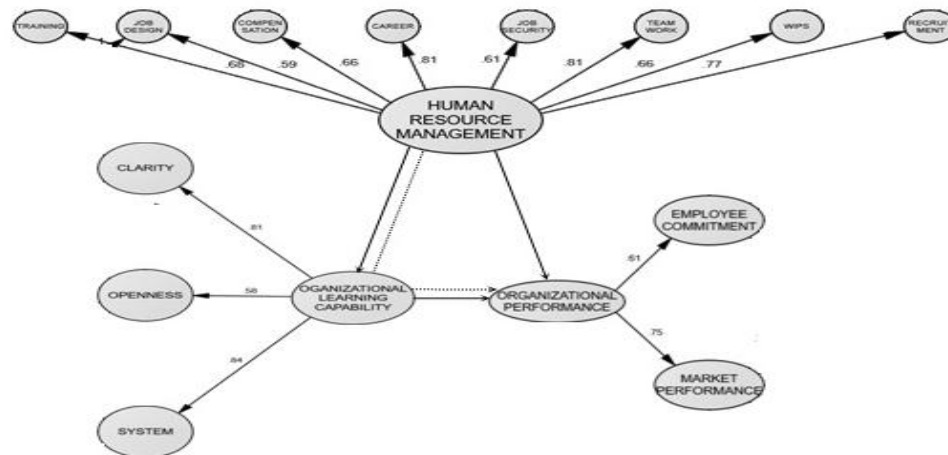 TRAINING
JOB
DESIGN
COMPEN
SATION
CAREER
JOB
SECURITY
TEAM
WORK
WIPS
RECRUIT
MENT
.68
.59
.66
.81
.61
.81
.66
.77
HUMAN
RESOURCE
MANAGEMENT
CLARITY
.81
EMPLOYEE
COMMITMENT
.61
OPENNESS
.58
OGANIZATIONAL
LEARNING
CAPABILITY
ORGANIZATIONAL
PERFORMANCE
.75
.84
MARKET
PERFORMANCE
SYSTEM